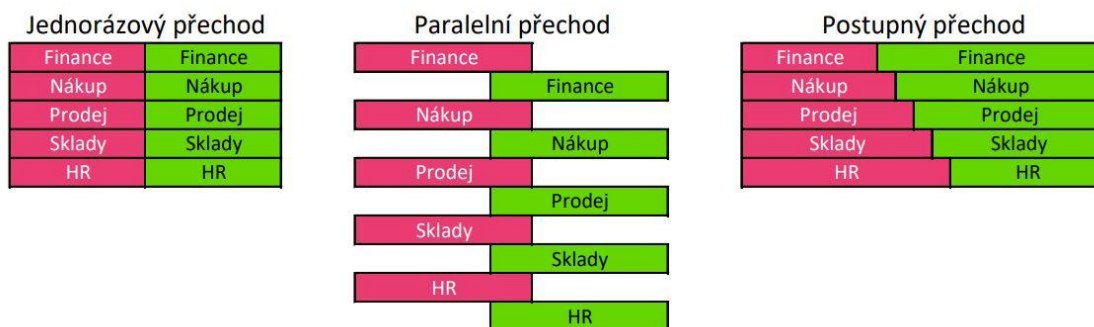 Jednorázový přechod
Finance Finance
Nákup Nákup
Prodej Prodej
Sklady Sklady
HR HR
Paralelní přechod
Finance
Finance
Nákup
Nákup
Prodej
Prodej
Sklady
Sklady
HR
HR
Postupný přechod
Finance Finance
Nákup Nákup
Prodej Prodej
Sklady Sklady
HR HR